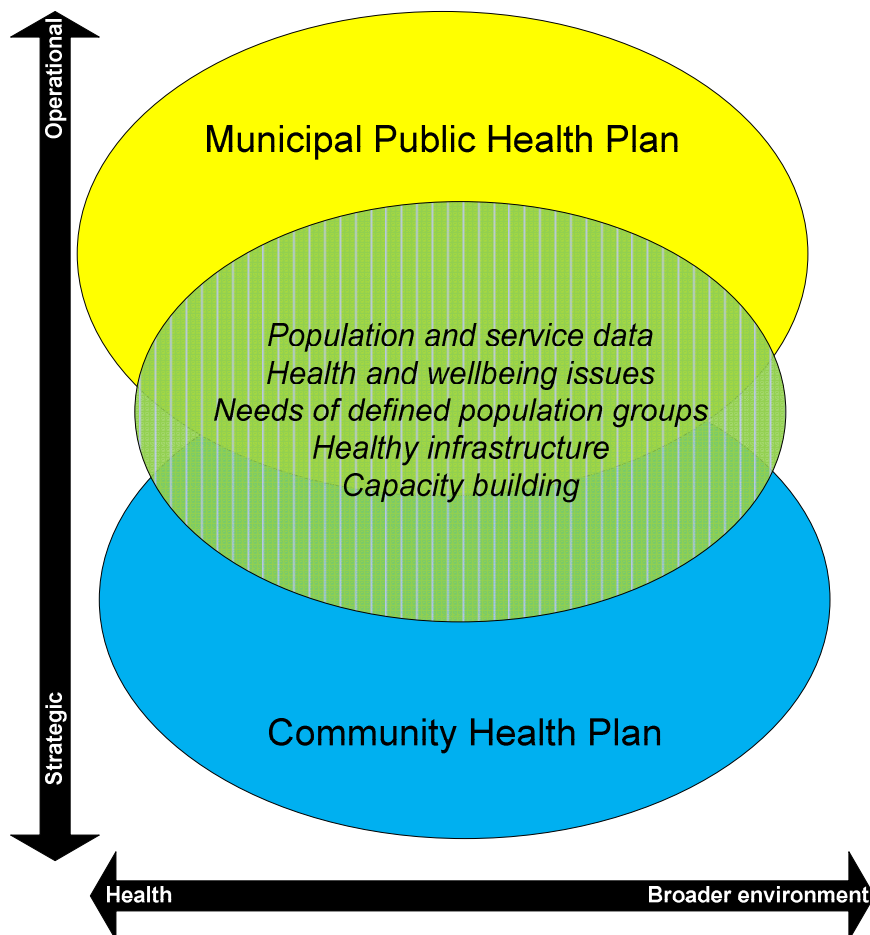 Operational
Municipal Public Health Plan
Population and service data
Health and wellbeing issues
Needs of defined population groups
Healthy infrastructure
Capacity building
Strategic
Community Health Plan
Health
Broader environment